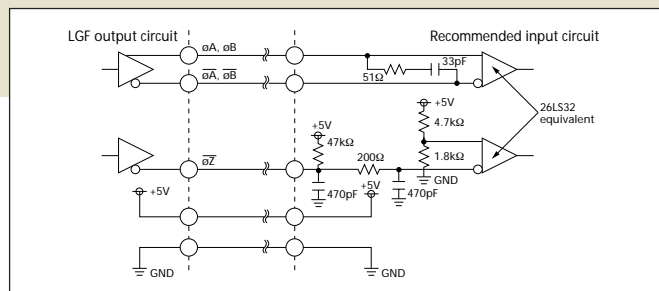 LGF output circuit
Recommended input circuit
øA, øB
øA, øB
33pF
51Ω
+5V
26LS32
equivalent
4.7kΩ
+5V
47kΩ
200Ω
1.8kΩ
øZ
GND
+5V
470pF
+5V
470pF
GND
GND